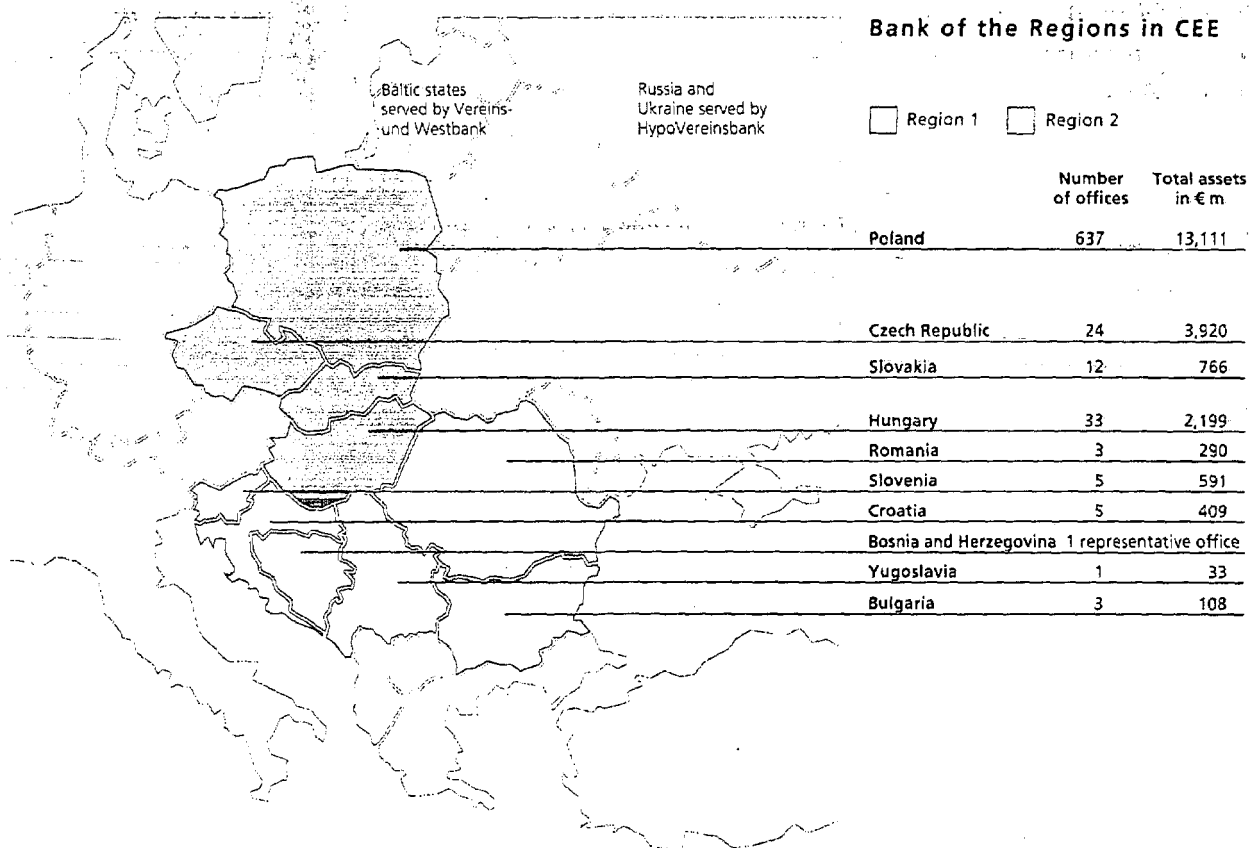 Bank of the Regions in CEE
Baltic states
served by Vereins-
und Westbank
Russia and
Ukraine served by
HypoVereinsbank
Region 1 Region 2
Number of offices Total assets in € m
Poland 637 13,111
Czech Republic 24 3,920
Slovakia 12 766
Hungary 33 2,199
Romania 3 290
Slovenia 5 591
Croatia 5 409
Bosnia and Herzegovina 1 representative office
Yugoslavia 1 33
Bulgaria 3 108